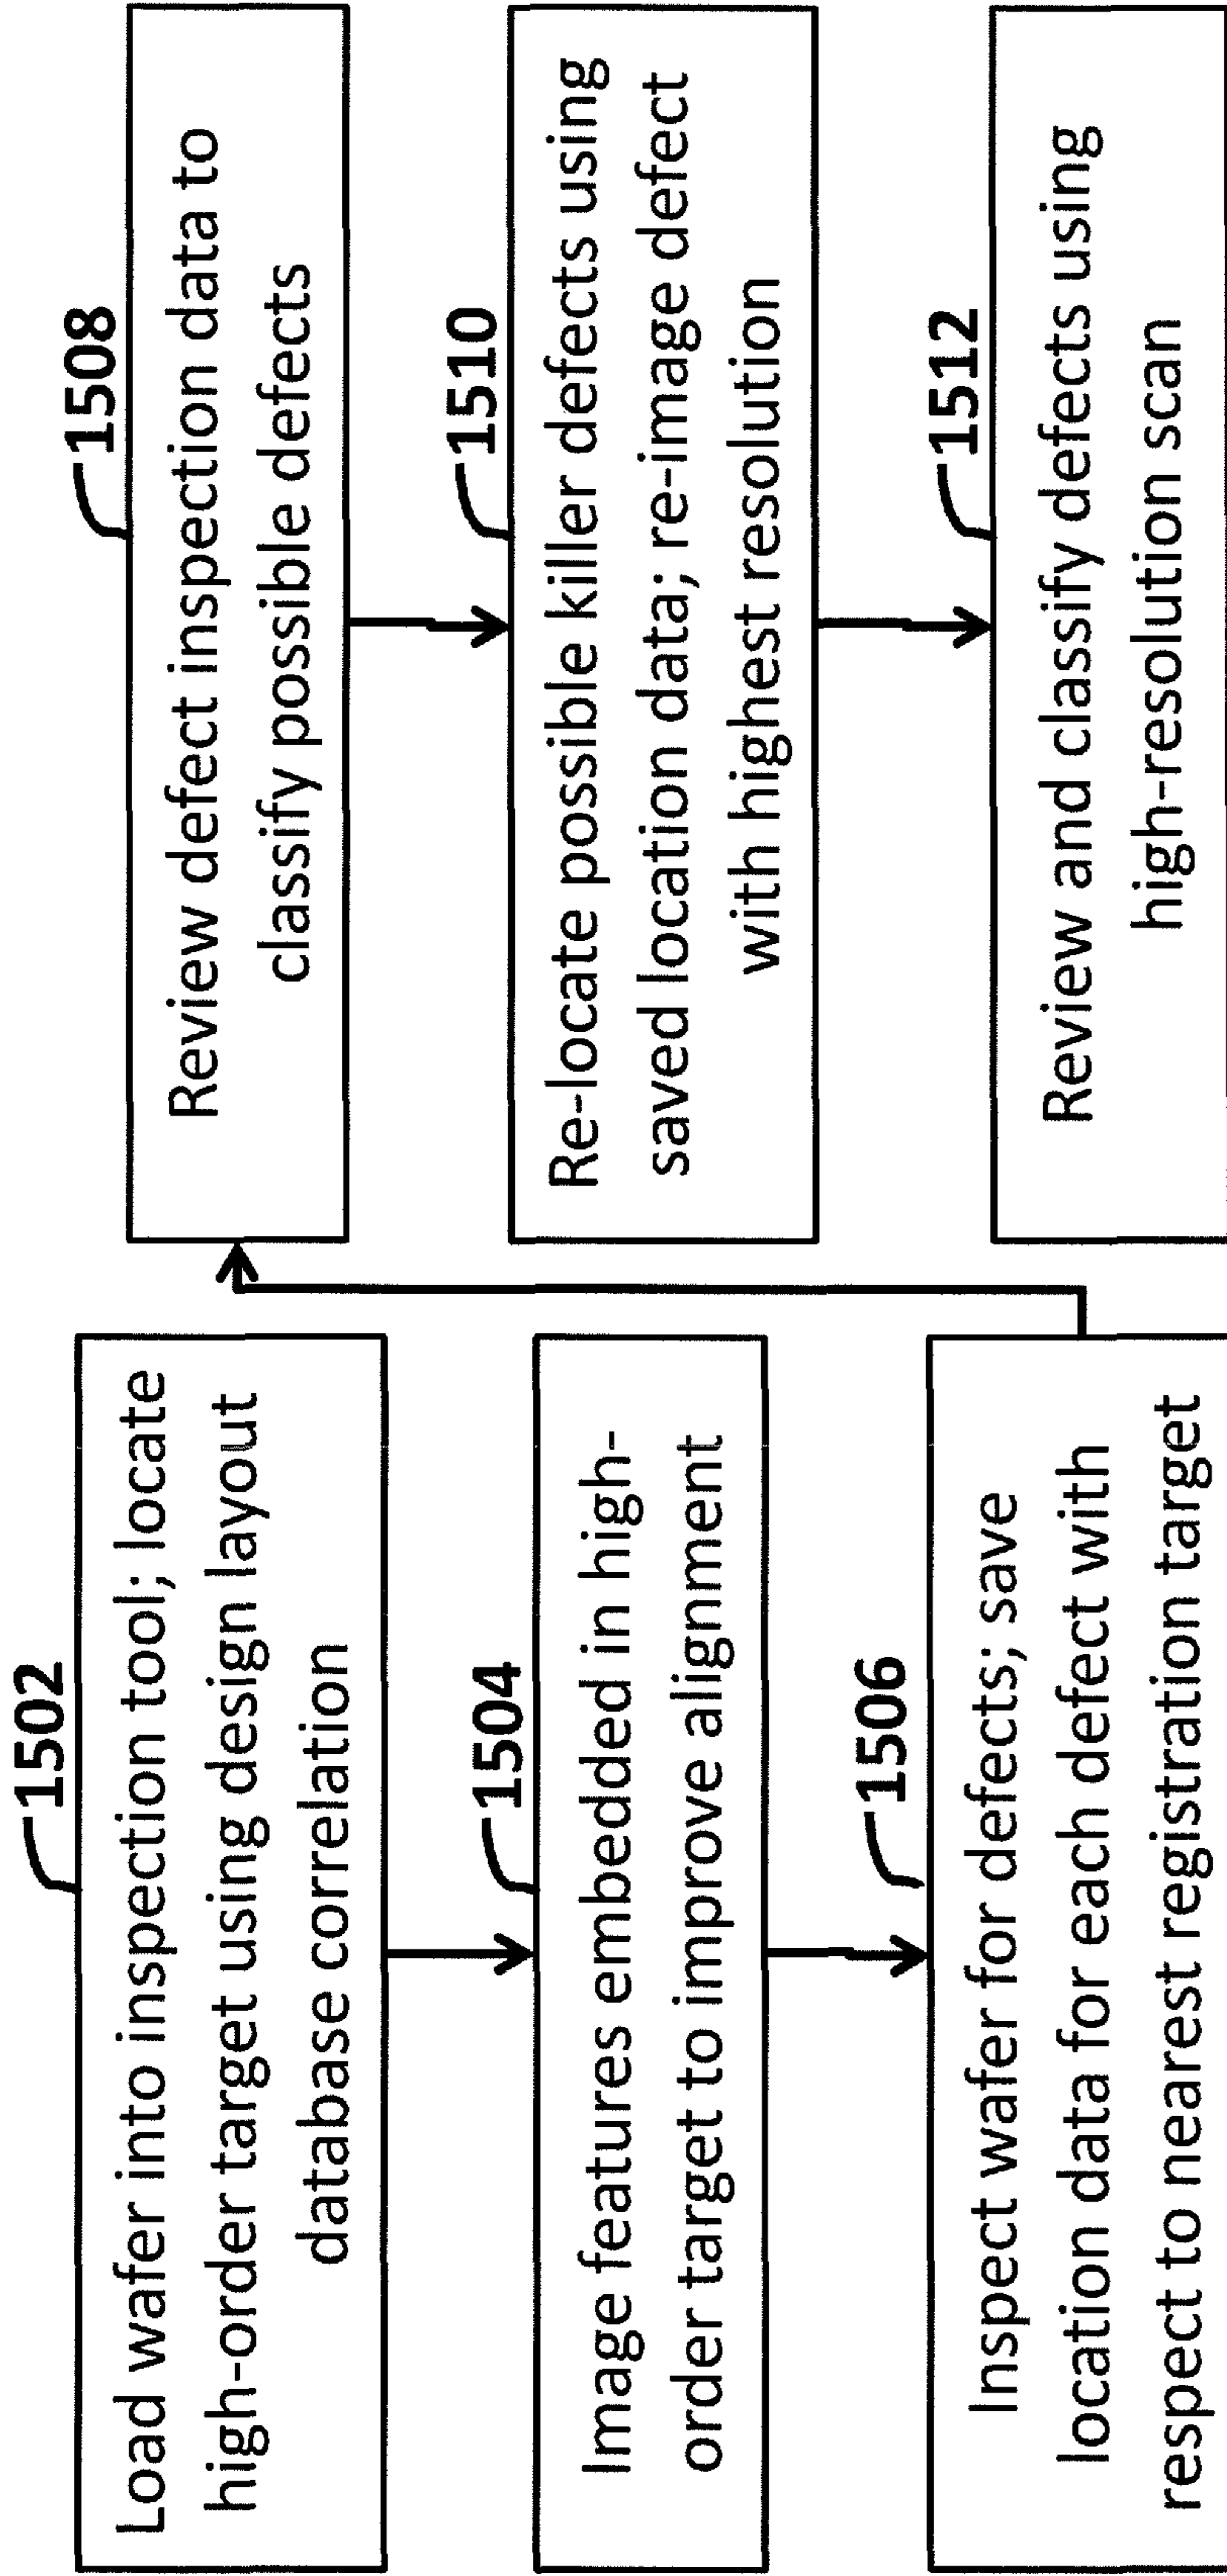 1502
Load wafer into inspection tool; locate
high-order target using design layout
database correlation
1504
Image features embedded in high-
order target to improve alignment
1506
Inspect wafer for defects; save
location data for each defect with
respect to nearest registration target
1508
Review defect inspection data to
classify possible defects
1510
Re-locate possible killer defects using
saved location data; re-image defect
with highest resolution
1512
Review and classify defects using
high-resolution scan